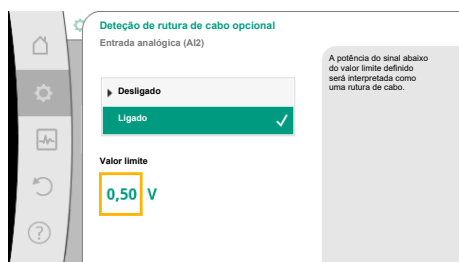 Deteção de rutura de cabo opcional
Entrada analógica (AI2)
A potência do sinal abaixo
do valor limite definido
será interpretada como
uma rutura de cabo.
Desligado
Ligado
Valor limite
0,50 V